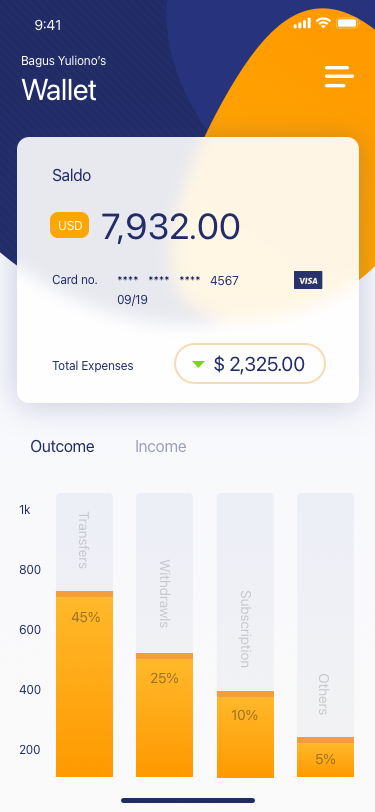 9:41
Bagus Yuliono’s
Wallet
Saldo
USD 7,932.00
Card no. **** **** **** 4567
VISA
09/19
Total Expenses $ 2,325.00
Outcome Income
1k
800
600
400
200
Transfers
45%
Withdrawls
25%
Subscription
10%
Others
5%